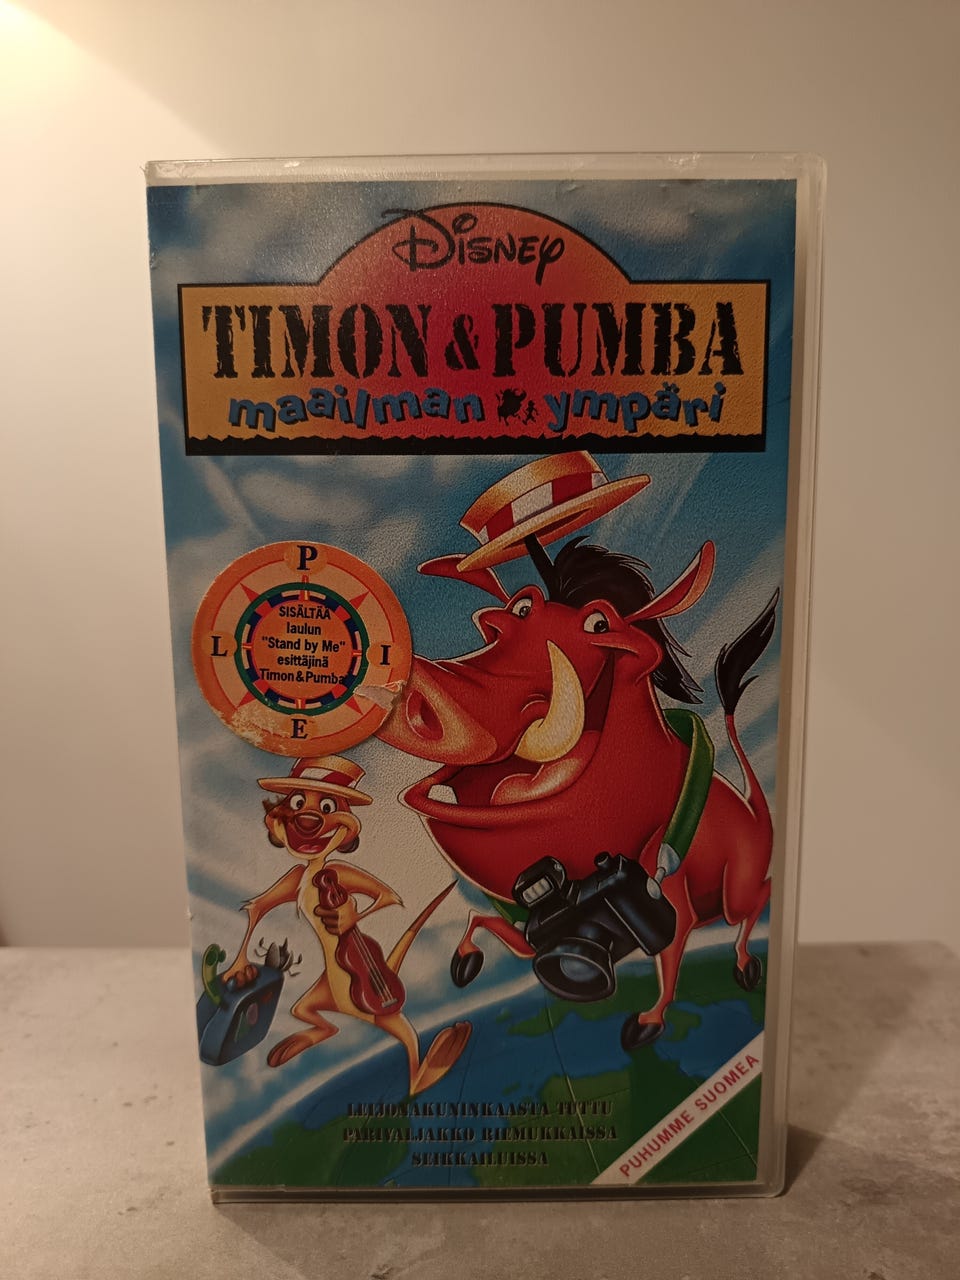 DISNEY
TIMON & PUMBA
maailman ympäri
P
L I
E
SISÄLTÄÄ
laulun
"Stand by Me"
esittäjinä
Timon & Pumba
LEIJONAKUNINKAASTA TUTTU
PARIVALJAKKO RIEMUKKAISSA
SEIKKAILUISSA
PUHUMME SUOMEA